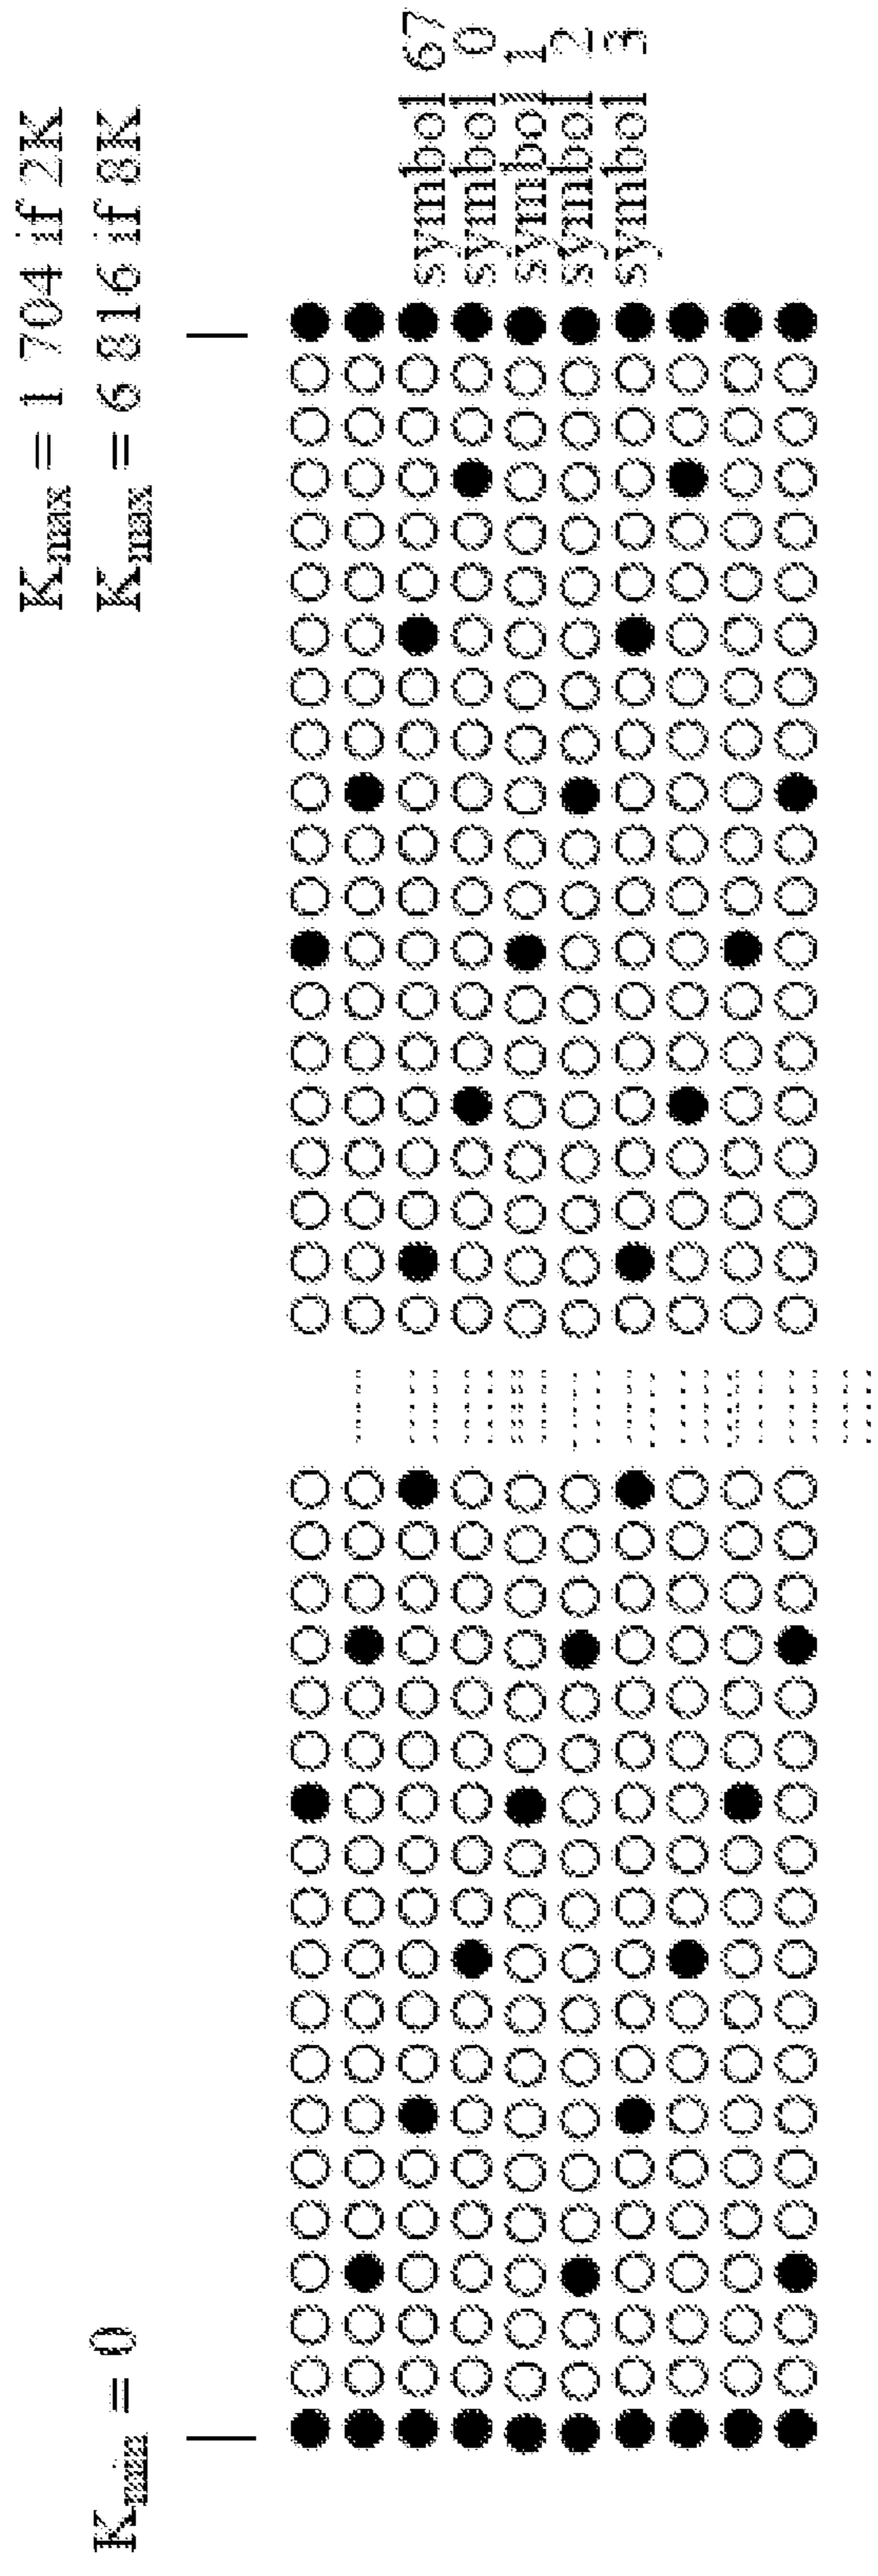 K_min = 0
K_max = 1 704 if 2K
K_max = 6 816 if 8K
symbol 67
symbol 0
symbol 1
symbol 2
symbol 3